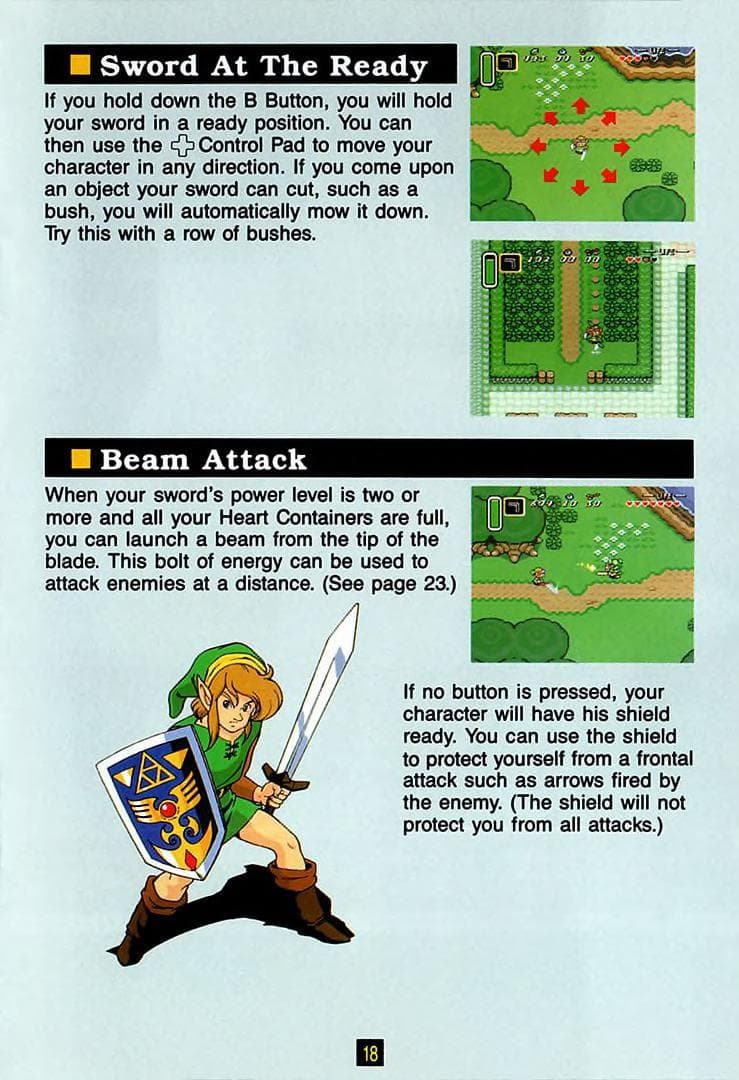 Sword At The Ready
If you hold down the B Button, you will hold
your sword in a ready position. You can
then use the Control Pad to move your
character in any direction. If you come upon
an object your sword can cut, such as a
bush, you will automatically mow it down.
Try this with a row of bushes.
Beam Attack
When your sword's power level is two or
more and all your Heart Containers are full,
you can launch a beam from the tip of the
blade. This bolt of energy can be used to
attack enemies at a distance. (See page 23.)
If no button is pressed, your
character will have his shield
ready. You can use the shield
to protect yourself from a frontal
attack such as arrows fired by
the enemy. (The shield will not
protect you from all attacks.)
18